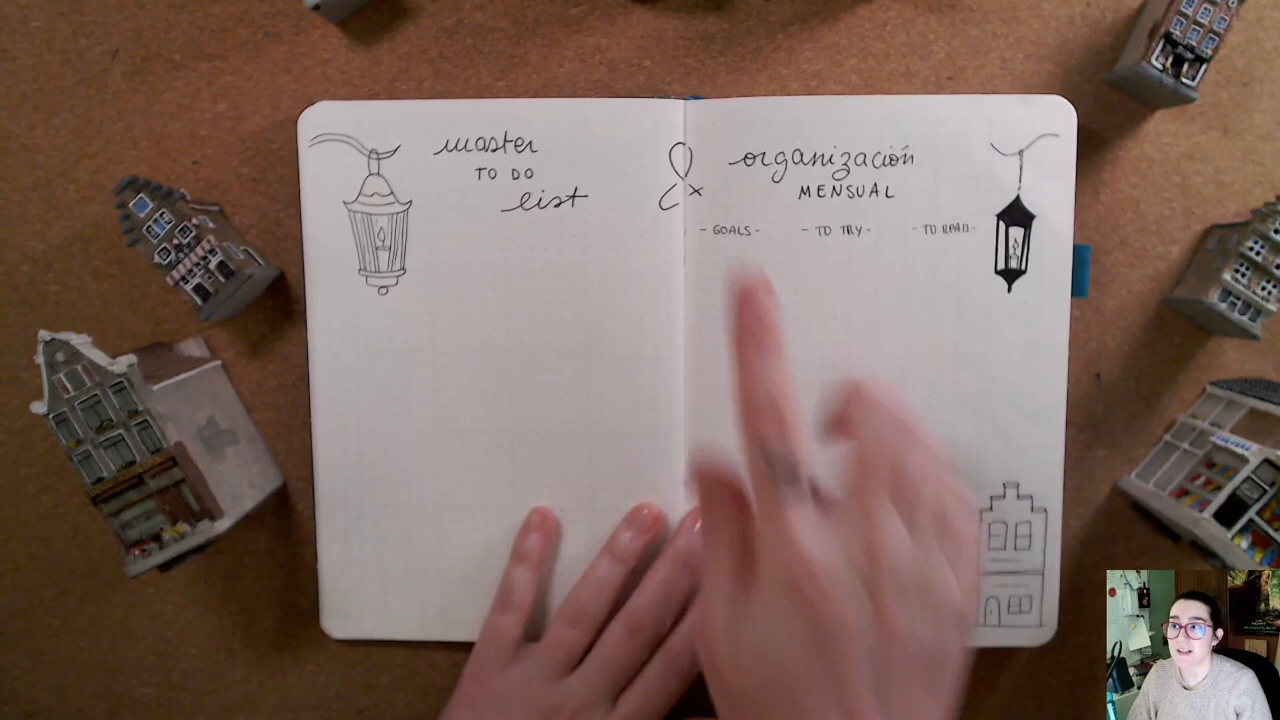 master
TO DO
list
&
organización
MENSUAL
- GOALS -
- TO TRY -
- TO READ -